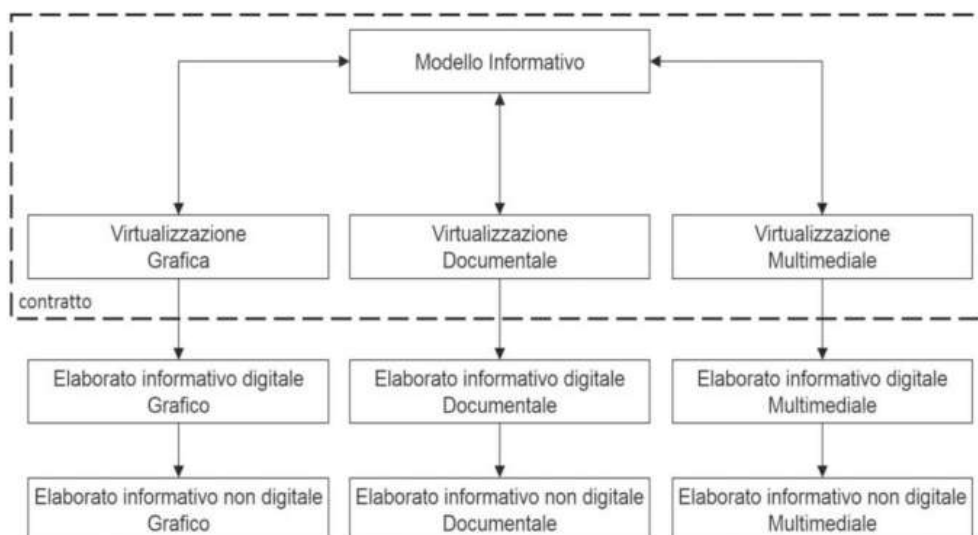 Modello Informativo
Virtualizzazione
Grafica
Virtualizzazione
Documentale
Virtualizzazione
Multimediale
contratto
Elaborato informativo digitale
Grafico
Elaborato informativo digitale
Documentale
Elaborato informativo digitale
Multimediale
Elaborato informativo non digitale
Grafico
Elaborato informativo non digitale
Documentale
Elaborato informativo non digitale
Multimediale